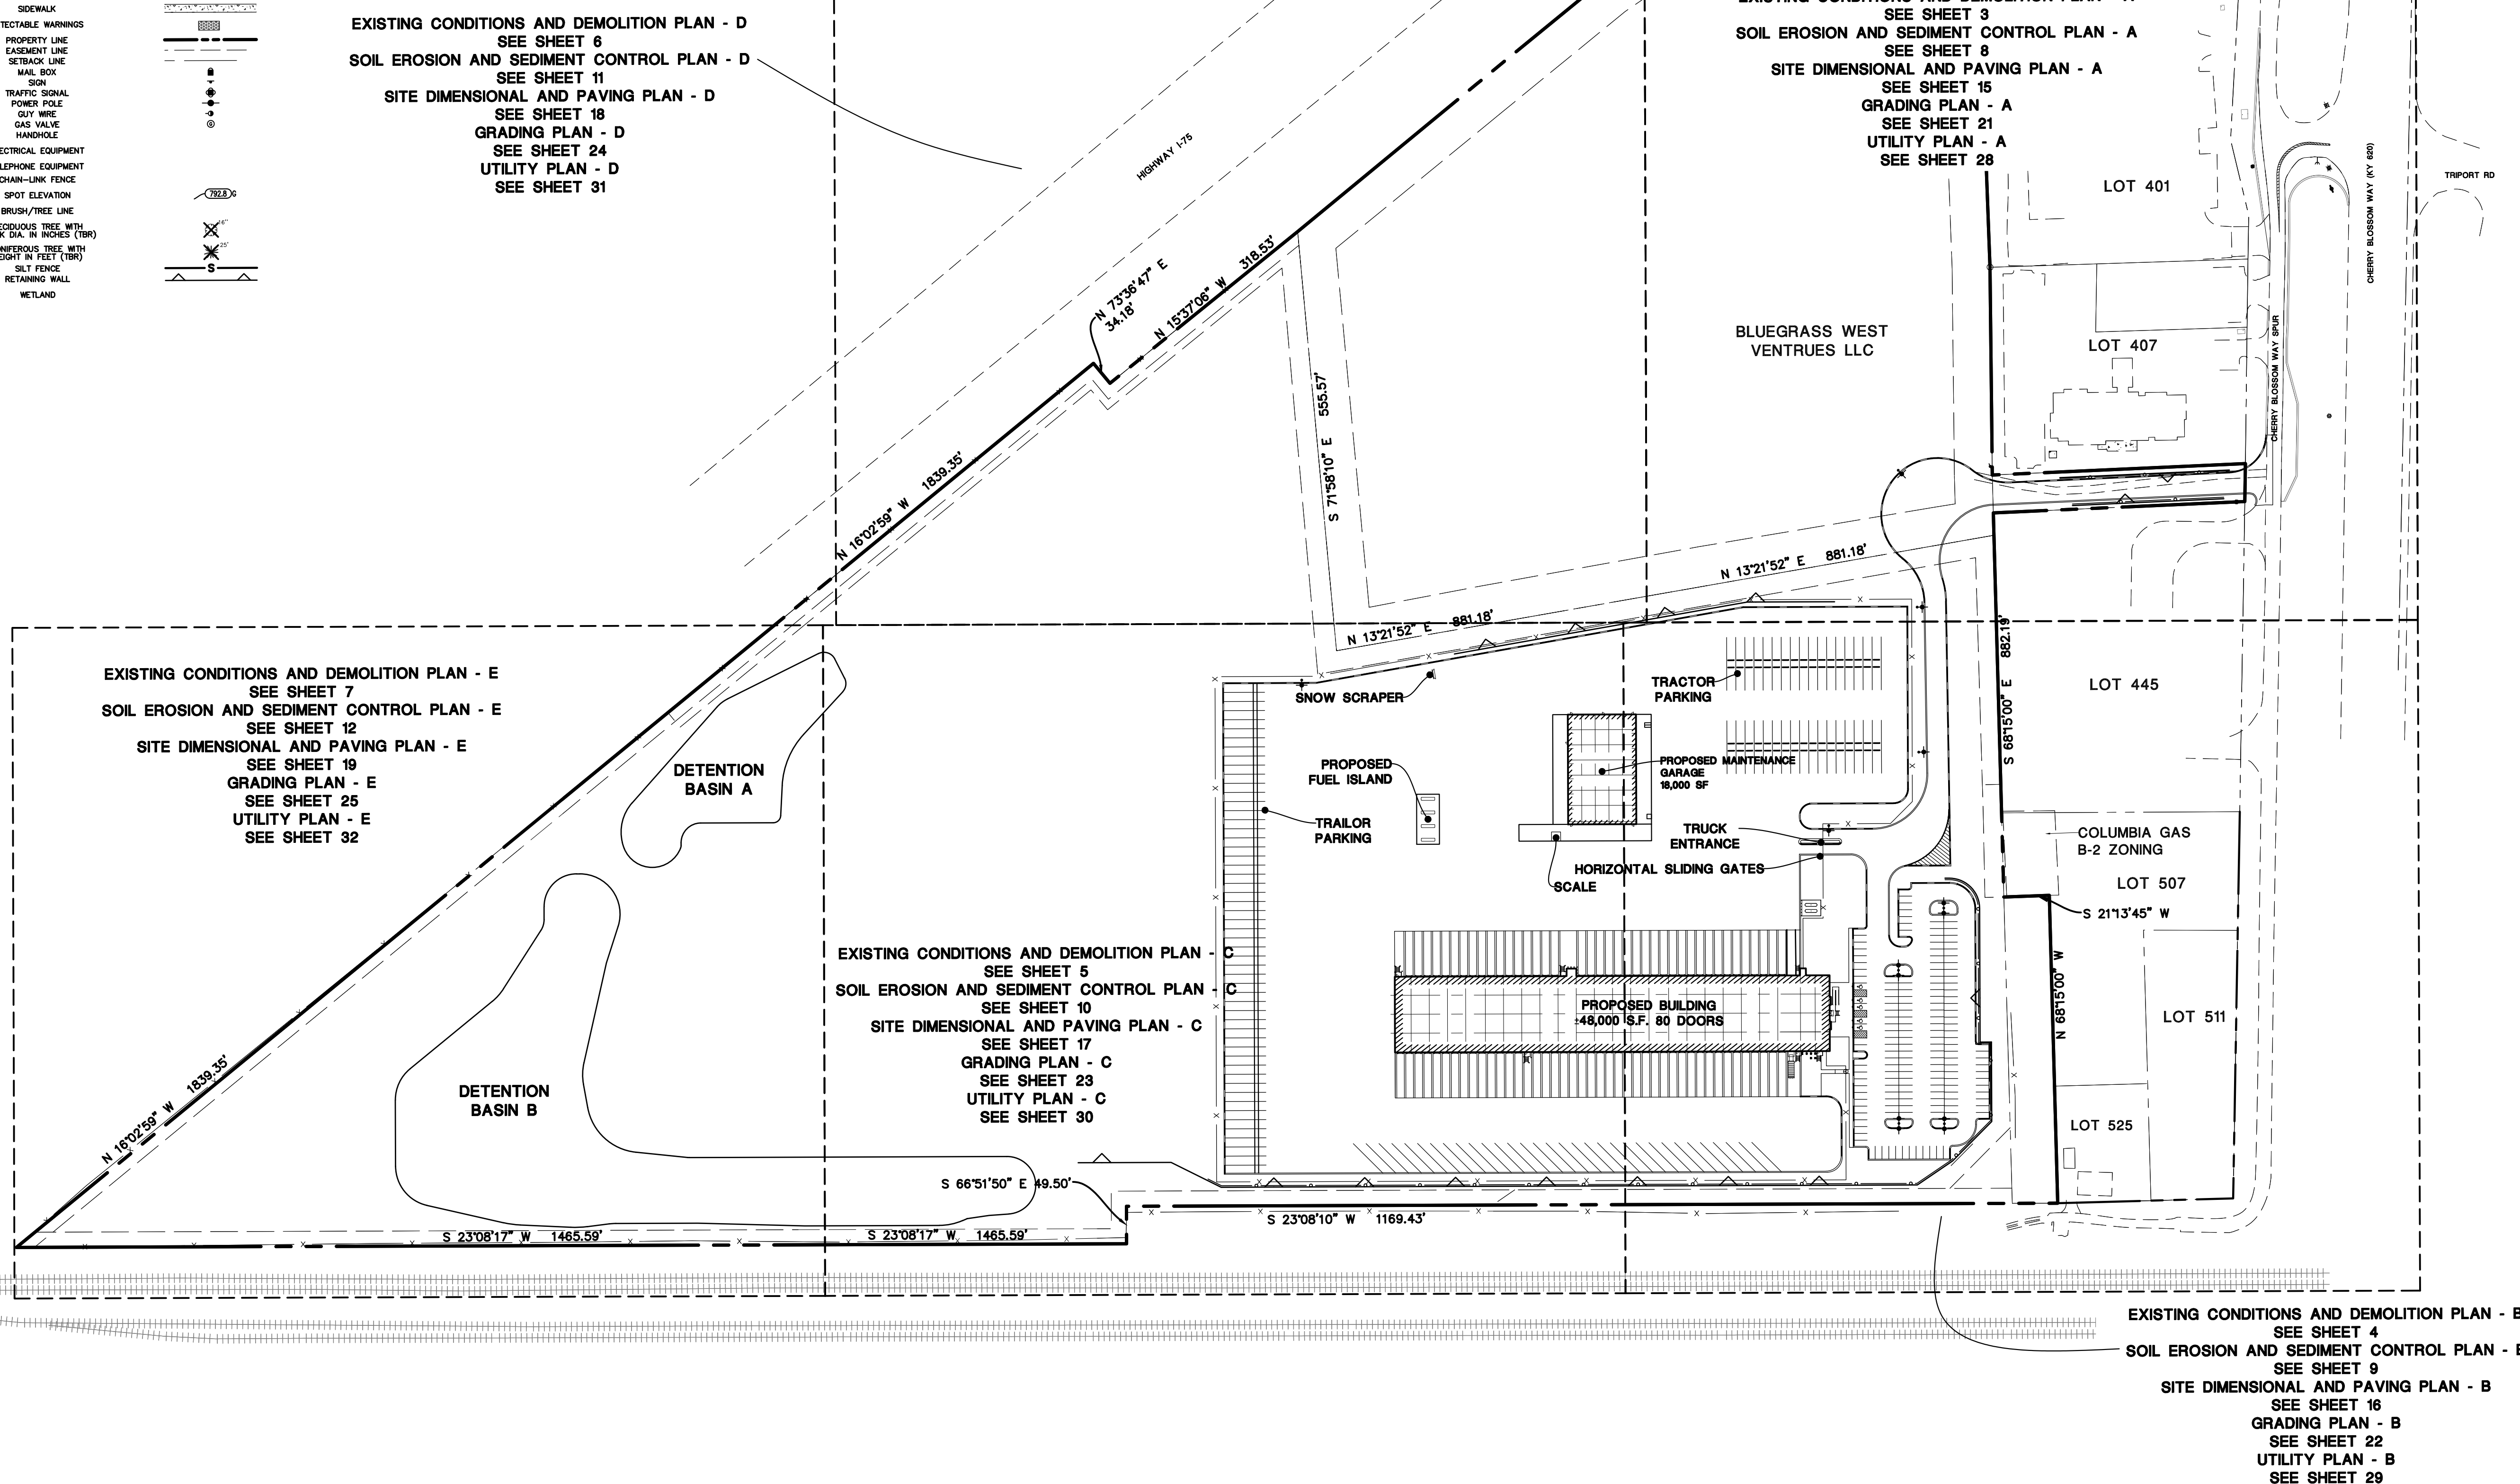 SIDEWALK
TECTABLE WARNINGS
PROPERTY LINE
EASEMENT LINE
SETBACK LINE
MAIL BOX
SIGN
TRAFFIC SIGNAL
POWER POLE
GUY WIRE
GAS VALVE
G
HANDHOLE
ECTRICAL EQUIPMENT
LEPHONE EQUIPMENT
CHAIN-LINK FENCE
SPOT ELEVATION
792.8 G
BRUSH/TREE LINE
ECIDUOUS TREE WITH
K DIA. IN INCHES (TBR)
16"
NIFEROUS TREE WITH
EIGHT IN FEET (TBR)
25'
SILT FENCE
S
RETAINING WALL
WETLAND
EXISTING CONDITIONS AND DEMOLITION PLAN - D
SEE SHEET 6
SOIL EROSION AND SEDIMENT CONTROL PLAN - D
SEE SHEET 11
SITE DIMENSIONAL AND PAVING PLAN - D
SEE SHEET 18
GRADING PLAN - D
SEE SHEET 24
UTILITY PLAN - D
SEE SHEET 31
HIGHWAY I-75
EXISTING CONDITIONS AND DEMOLITION PLAN - A
SEE SHEET 3
SOIL EROSION AND SEDIMENT CONTROL PLAN - A
SEE SHEET 8
SITE DIMENSIONAL AND PAVING PLAN - A
SEE SHEET 15
GRADING PLAN - A
SEE SHEET 21
UTILITY PLAN - A
SEE SHEET 28
LOT 401
CHERRY BLOSSOM WAY (KY 620)
TRIPORT RD
N 73°36'47" E
34.18'
N 15°37'06" W 318.53'
BLUEGRASS WEST
VENTRUES LLC
LOT 407
CHERRY BLOSSOM WAY SPUR
S 71°58'10" E 555.57'
N 16°02'59" W 1839.35'
N 13°21'52" E 881.18'
N 13°21'52" E 881.18'
S 68°15'00" E 882.19'
EXISTING CONDITIONS AND DEMOLITION PLAN - E
SEE SHEET 7
SOIL EROSION AND SEDIMENT CONTROL PLAN - E
SEE SHEET 12
SITE DIMENSIONAL AND PAVING PLAN - E
SEE SHEET 19
GRADING PLAN - E
SEE SHEET 25
UTILITY PLAN - E
SEE SHEET 32
DETENTION
BASIN A
SNOW SCRAPER
TRACTOR
PARKING
LOT 445
PROPOSED
FUEL ISLAND
PROPOSED MAINTENANCE
GARAGE
18,000 SF
TRAILOR
PARKING
TRUCK
ENTRANCE
HORIZONTAL SLIDING GATES
SCALE
COLUMBIA GAS
B-2 ZONING
LOT 507
S 21°13'45" W
EXISTING CONDITIONS AND DEMOLITION PLAN - C
SEE SHEET 5
SOIL EROSION AND SEDIMENT CONTROL PLAN - C
SEE SHEET 10
SITE DIMENSIONAL AND PAVING PLAN - C
SEE SHEET 17
GRADING PLAN - C
SEE SHEET 23
UTILITY PLAN - C
SEE SHEET 30
PROPOSED BUILDING
±48,000 S.F. 80 DOORS
N 68°15'00" W
LOT 511
LOT 525
N 16°02'59" W 1839.35'
DETENTION
BASIN B
S 66°51'50" E 49.50'
S 23°08'10" W 1169.43'
S 23°08'17" W 1465.59'
S 23°08'17" W 1465.59'
EXISTING CONDITIONS AND DEMOLITION PLAN - B
SEE SHEET 4
SOIL EROSION AND SEDIMENT CONTROL PLAN - B
SEE SHEET 9
SITE DIMENSIONAL AND PAVING PLAN - B
SEE SHEET 16
GRADING PLAN - B
SEE SHEET 22
UTILITY PLAN - B
SEE SHEET 29